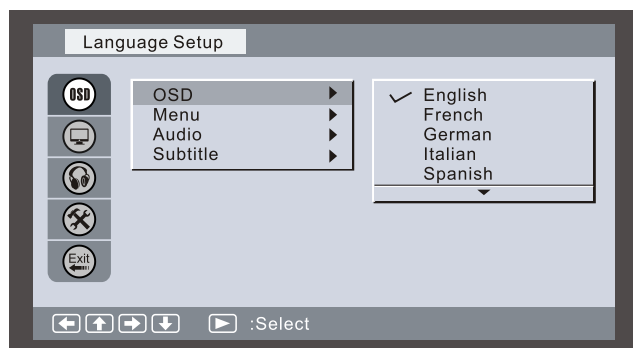 Language Setup
OSD
OSD
Menu
Audio
Subtitle
English
French
German
Italian
Spanish
Exit
:Select